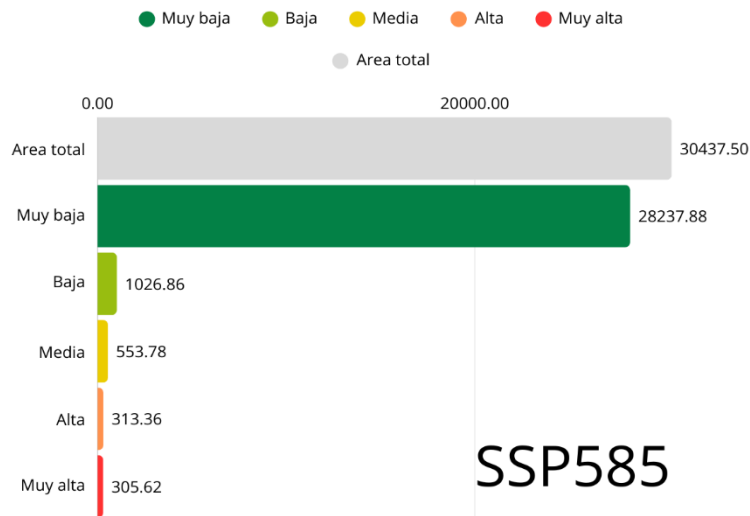 Muy baja Baja Media Alta Muy alta
Area total
0.00 20000.00
Area total 30437.50
Muy baja 28237.88
Baja 1026.86
Media 553.78
Alta 313.36
SSP585
Muy alta 305.62